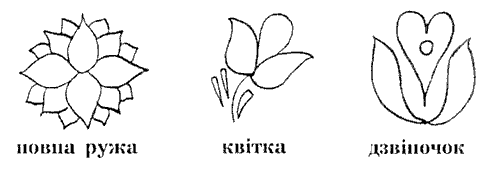 повна ружа
квітка
дзвіночок